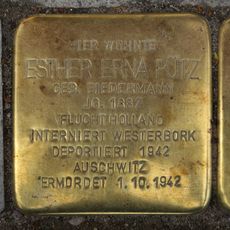 HIER WOHNTE
ESTHER ERNA PÜTZ
GEB. BIEDERMANN
JG. 1887
FLUCHT HOLLAND
INTERNIERT WESTERBORK
DEPORTIERT 1942
AUSCHWITZ
ERMORDET 1.10.1942